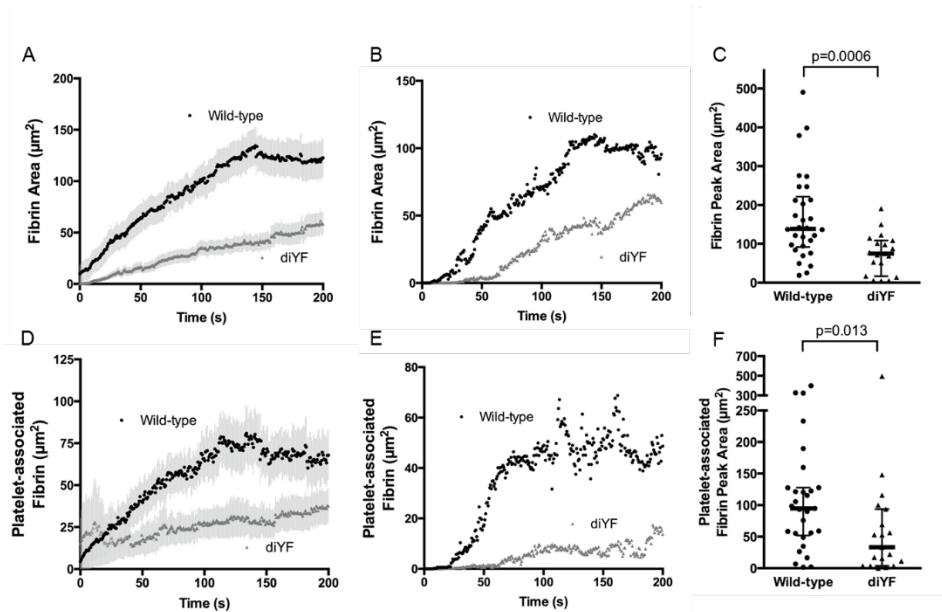 A
Fibrin Area (µm²)
200
150
100
50
0
Wild-type
diYF
0 50 100 150 200
Time (s)
B
Fibrin Area (µm²)
150
100
50
0
Wild-type
diYF
0 50 100 150 200
Time (s)
C
p=0.0006
Fibrin Peak Area (µm²)
500
400
300
200
100
0
Wild-type diYF
D
Platelet-associated
Fibrin (µm²)
125
100
75
50
25
0
Wild-type
diYF
0 50 100 150 200
Time (s)
E
Platelet-associated
Fibrin (µm²)
80
60
40
20
0
Wild-type
diYF
0 50 100 150 200
Time (s)
F
p=0.013
Platelet-associated
Fibrin Peak Area (µm²)
700
500
300
250
200
150
100
50
0
Wild-type diYF